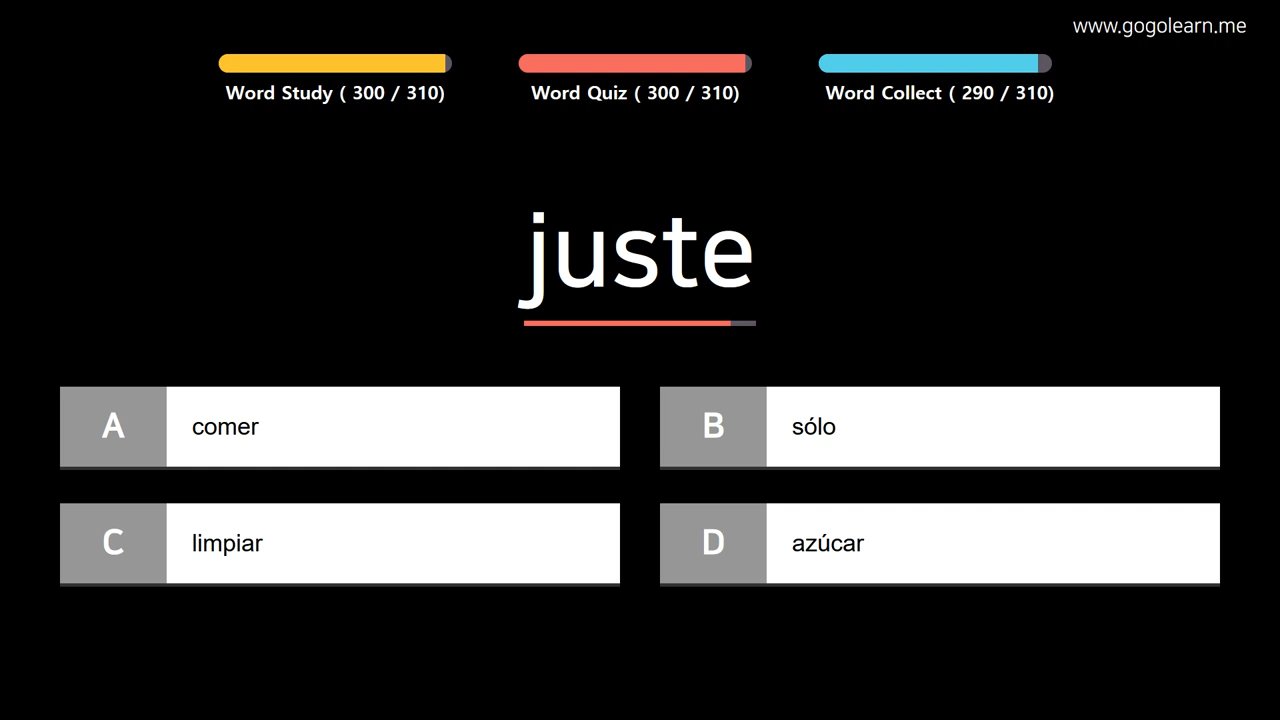 www.gogolearn.me
Word Study ( 300 / 310)
Word Quiz ( 300 / 310)
Word Collect ( 290 / 310)
juste
A comer
B sólo
C limpiar
D azúcar